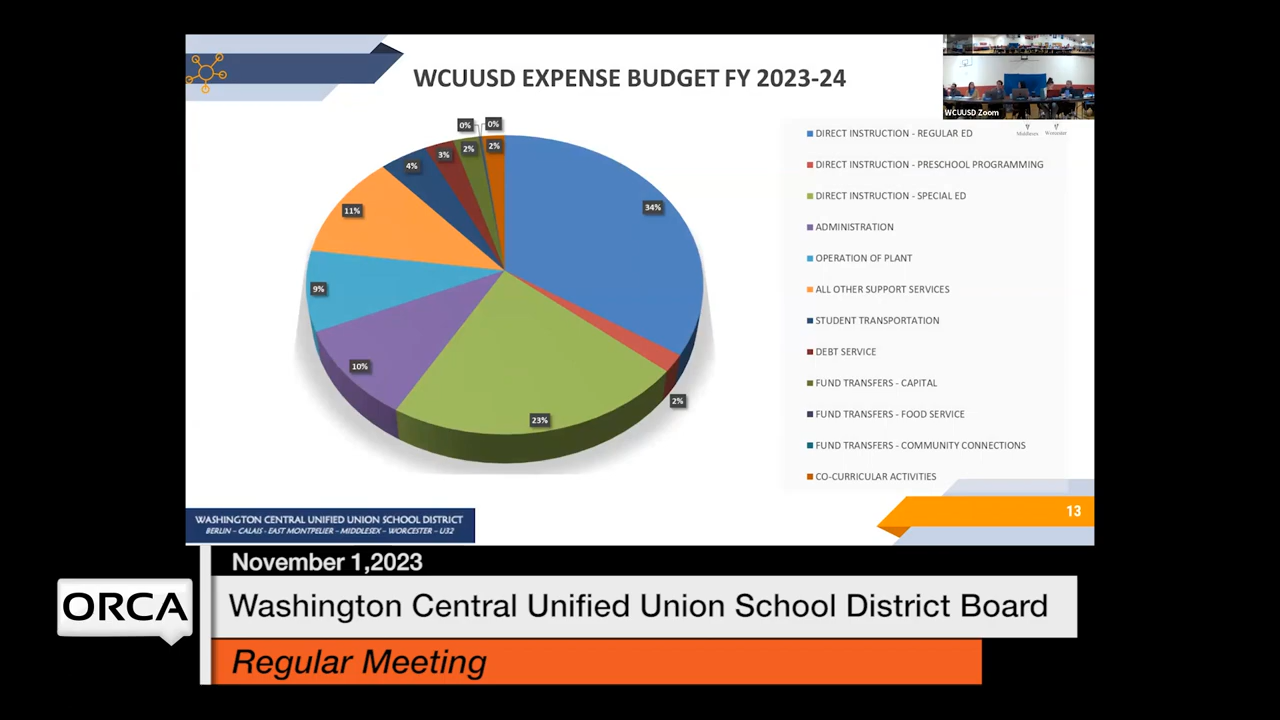 WCUUSD EXPENSE BUDGET FY 2023-24
WCUUSD Zoom
Middlesex Worcester
0% 0%
2%
2%
3%
4%
11%
9%
10%
23%
2%
34%
DIRECT INSTRUCTION - REGULAR ED
DIRECT INSTRUCTION - PRESCHOOL PROGRAMMING
DIRECT INSTRUCTION - SPECIAL ED
ADMINISTRATION
OPERATION OF PLANT
ALL OTHER SUPPORT SERVICES
STUDENT TRANSPORTATION
DEBT SERVICE
FUND TRANSFERS - CAPITAL
FUND TRANSFERS - FOOD SERVICE
FUND TRANSFERS - COMMUNITY CONNECTIONS
CO-CURRICULAR ACTIVITIES
13
WASHINGTON CENTRAL UNIFIED UNION SCHOOL DISTRICT
BERLIN – CALAIS - EAST MONTPELIER – MIDDLESEX – WORCESTER – U32
November 1,2023
ORCA
Washington Central Unified Union School District Board
Regular Meeting